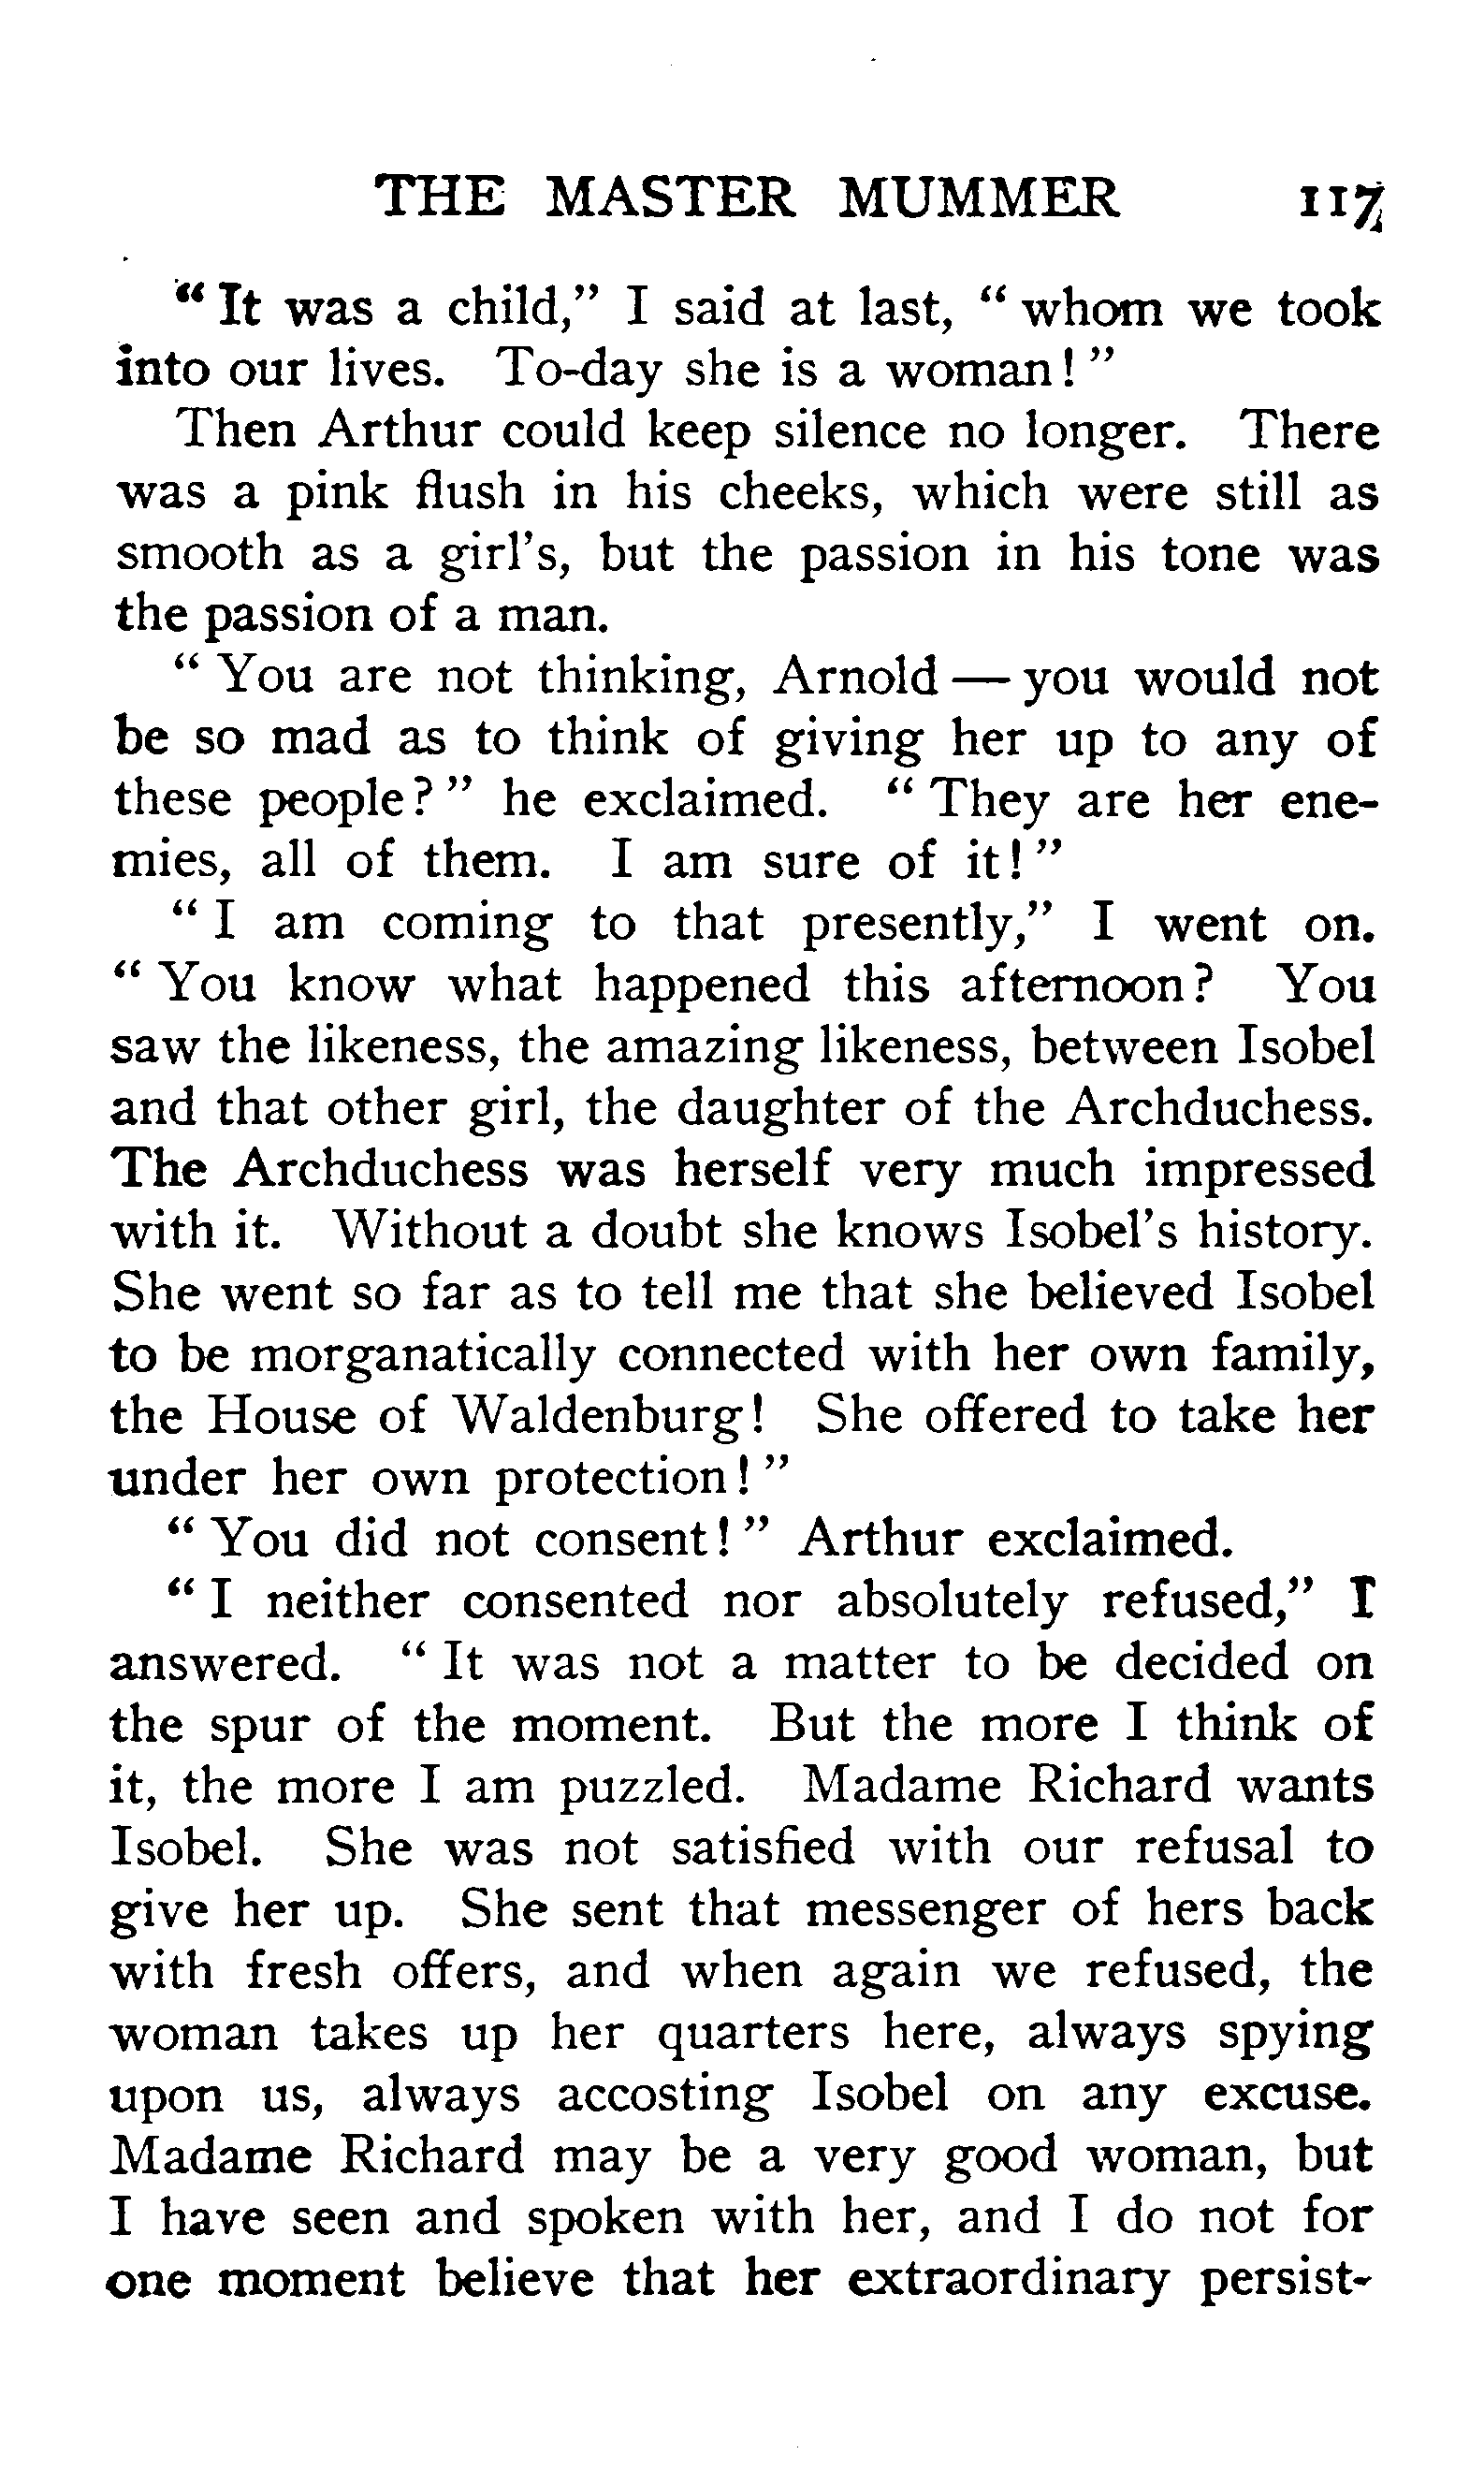 THE MASTER MUMMER 117
“It was a child,” I said at last, “whom we took
into our lives. To-day she is a woman!”
Then Arthur could keep silence no longer. There
was a pink flush in his cheeks, which were still as
smooth as a girl’s, but the passion in his tone was
the passion of a man.
“You are not thinking, Arnold — you would not
be so mad as to think of giving her up to any of
these people?” he exclaimed. “They are her ene-
mies, all of them. I am sure of it!”
“I am coming to that presently,” I went on.
“You know what happened this afternoon? You
saw the likeness, the amazing likeness, between Isobel
and that other girl, the daughter of the Archduchess.
The Archduchess was herself very much impressed
with it. Without a doubt she knows Isobel’s history.
She went so far as to tell me that she believed Isobel
to be morganatically connected with her own family,
the House of Waldenburg! She offered to take her
under her own protection!”
“You did not consent!” Arthur exclaimed.
“I neither consented nor absolutely refused,” I
answered. “It was not a matter to be decided on
the spur of the moment. But the more I think of
it, the more I am puzzled. Madame Richard wants
Isobel. She was not satisfied with our refusal to
give her up. She sent that messenger of hers back
with fresh offers, and when again we refused, the
woman takes up her quarters here, always spying
upon us, always accosting Isobel on any excuse.
Madame Richard may be a very good woman, but
I have seen and spoken with her, and I do not for
one moment believe that her extraordinary persist-